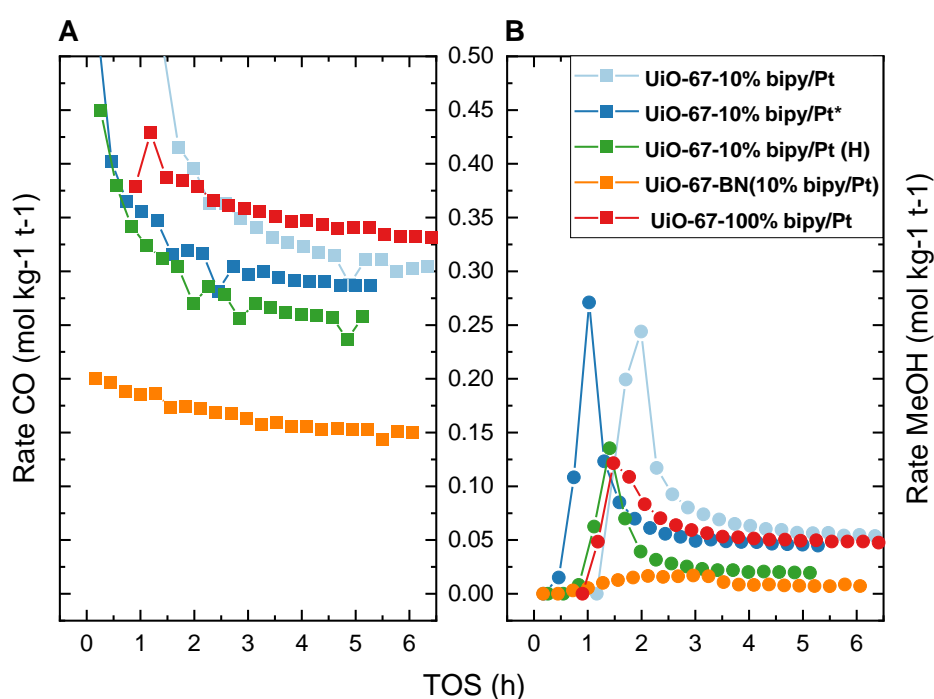 A
B
Rate CO (mol kg-1 t-1)
0.50
0.45
0.40
0.35
0.30
0.25
0.20
0.15
0.10
0.05
0.00
UiO-67-10% bipy/Pt
UiO-67-10% bipy/Pt*
UiO-67-10% bipy/Pt (H)
UiO-67-BN(10% bipy/Pt)
UiO-67-100% bipy/Pt
Rate MeOH (mol kg-1 t-1)
0 1 2 3 4 5 6
0 1 2 3 4 5 6
TOS (h)